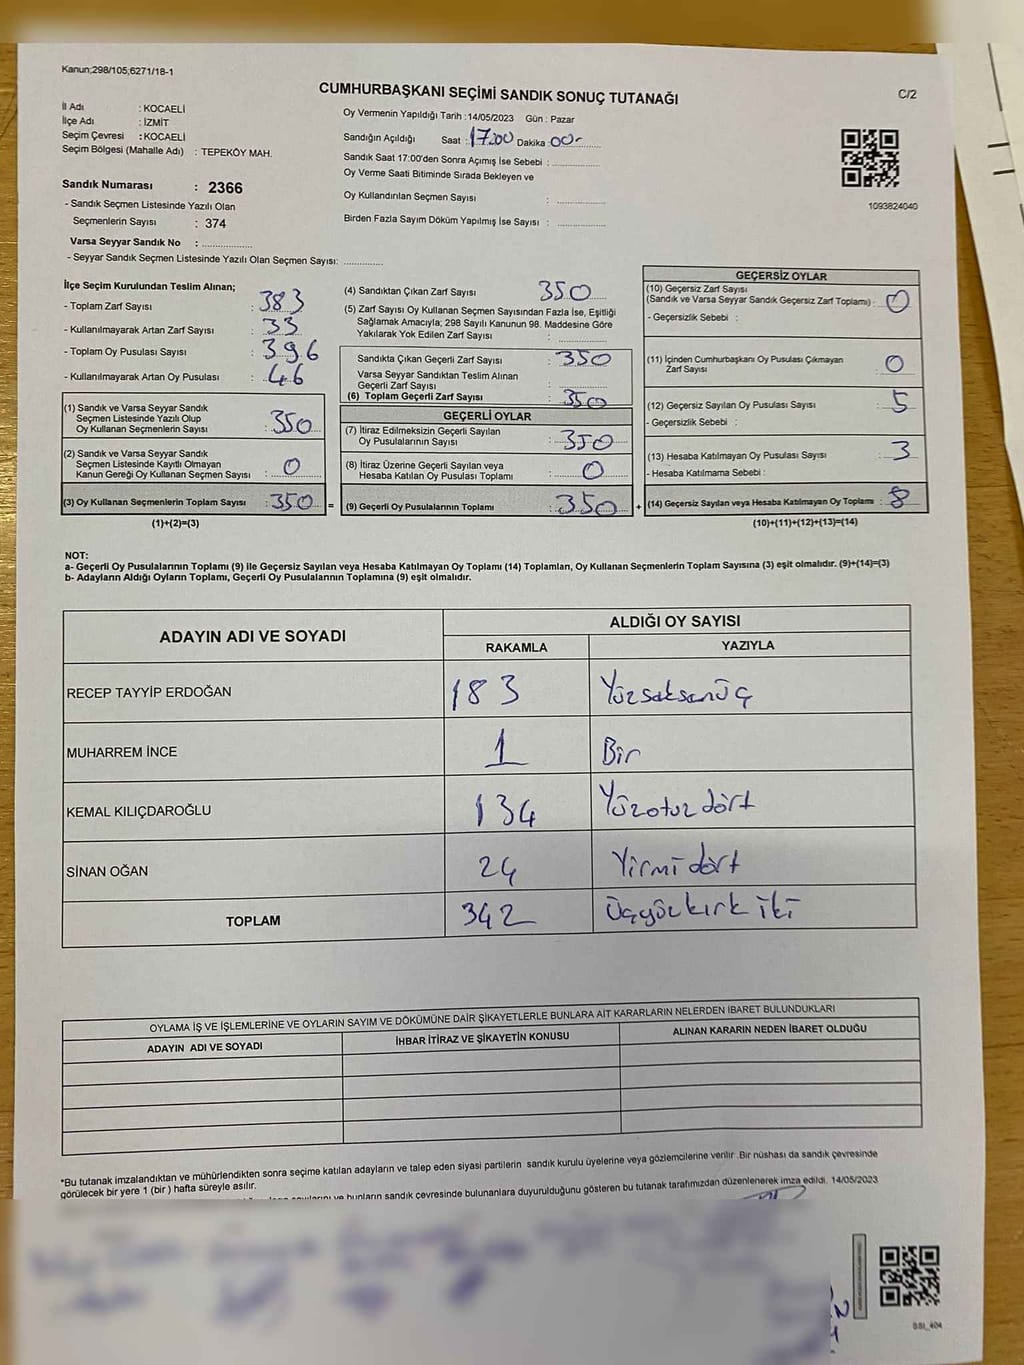 Kanun;298/105;6271/18-1
CUMHURBAŞKANI SEÇİMİ SANDIK SONUÇ TUTANAĞI
C/2
İl Adı : KOCAELİ
İlçe Adı : İZMİT
Seçim Çevresi : KOCAELİ
Seçim Bölgesi (Mahalle Adı) : TEPEKÖY MAH.
Sandık Numarası : 2366
- Sandık Seçmen Listesinde Yazılı Olan
Seçmenlerin Sayısı : 374
Varsa Seyyar Sandık No : ..............
- Seyyar Sandık Seçmen Listesinde Yazılı Olan Seçmen Sayısı: ............
Oy Vermenin Yapıldığı Tarih : 14/05/2023 Gün : Pazar
Sandığın Açıldığı Saat : 17:00 Dakika : 00-
Sandık Saat 17:00'den Sonra Açımış İse Sebebi : ..............
Oy Verme Saati Bitiminde Sırada Bekleyen ve
Oy Kullandırılan Seçmen Sayısı : ..............
Birden Fazla Sayım Döküm Yapılmış İse Sayısı : ..............
1093824040
İlçe Seçim Kurulundan Teslim Alınan;
- Toplam Zarf Sayısı : 383
- Kullanılmayarak Artan Zarf Sayısı : 33
- Toplam Oy Pusulası Sayısı : 396
- Kullanılmayarak Artan Oy Pusulası : 46
(1) Sandık ve Varsa Seyyar Sandık
Seçmen Listesinde Yazılı Olup
Oy Kullanan Seçmenlerin Sayısı : 350
(2) Sandık ve Varsa Seyyar Sandık
Seçmen Listesinde Kayıtlı Olmayan
Kanun Gereği Oy Kullanan Seçmen Sayısı : 0
(3) Oy Kullanan Seçmenlerin Toplam Sayısı : 350 =
(1)+(2)=(3)
(4) Sandıktan Çıkan Zarf Sayısı : 350
(5) Zarf Sayısı Oy Kullanan Seçmen Sayısından Fazla İse, Eşitliği
Sağlamak Amacıyla; 298 Sayılı Kanunun 98. Maddesine Göre
Yakılarak Yok Edilen Zarf Sayısı : ..............
Sandıkta Çıkan Geçerli Zarf Sayısı : 350
Varsa Seyyar Sandıktan Teslim Alınan
Geçerli Zarf Sayısı : ..............
(6) Toplam Geçerli Zarf Sayısı : 350
GEÇERLİ OYLAR
(7) İtiraz Edilmeksizin Geçerli Sayılan
Oy Pusulalarının Sayısı : 350
(8) İtiraz Üzerine Geçerli Sayılan veya
Hesaba Katılan Oy Pusulası Toplamı : 0
(9) Geçerli Oy Pusulalarının Toplamı : 350 +
GEÇERSİZ OYLAR
(10) Geçersiz Zarf Sayısı
(Sandık ve Varsa Seyyar Sandık Geçersiz Zarf Toplamı) : 0
- Geçersizlik Sebebi :
(11) İçinden Cumhurbaşkanı Oy Pusulası Çıkmayan
Zarf Sayısı : 0
(12) Geçersiz Sayılan Oy Pusulası Sayısı : 5
- Geçersizlik Sebebi :
(13) Hesaba Katılmayan Oy Pusulası Sayısı : 3
- Hesaba Katılmama Sebebi :
(14) Geçersiz Sayılan veya Hesaba Katılmayan Oy Toplamı : 8
(10)+(11)+(12)+(13)=(14)
NOT:
a- Geçerli Oy Pusulalarının Toplamı (9) ile Geçersiz Sayılan veya Hesaba Katılmayan Oy Toplamı (14) Toplamları, Oy Kullanan Seçmenlerin Toplam Sayısına (3) eşit olmalıdır. (9)+(14)=(3)
b- Adayların Aldığı Oyların Toplamı, Geçerli Oy Pusulalarının Toplamına (9) eşit olmalıdır.
ADAYIN ADI VE SOYADI ALDIĞI OY SAYISI
RAKAMLA YAZIYLA
RECEP TAYYİP ERDOĞAN 183 Yüzseksenüç
MUHARREM İNCE 1 Bir
KEMAL KILIÇDAROĞLU 134 Yüzotuzdört
SİNAN OĞAN 24 Yirmidört
TOPLAM 342 Üçyüzkırk iki
OYLAMA İŞ VE İŞLEMLERİNE VE OYLARIN SAYIM VE DÖKÜMÜNE DAİR ŞİKAYETLERLE BUNLARA AİT KARARLARIN NELERDEN İBARET BULUNDUKLARI
ADAYIN ADI VE SOYADI İHBAR İTİRAZ VE ŞİKAYETİN KONUSU ALINAN KARARIN NEDEN İBARET OLDUĞU
*Bu tutanak imzalandıktan ve mühürlendikten sonra seçime katılan adayların ve talep eden siyasi partilerin sandık kurulu üyelerine veya gözlemcilerine verilir .Bir nüshası da sandık çevresinde
görülecek bir yere 1 (bir ) hafta süreyle asılır.
ve bunların sandık çevresinde bulunanlara duyurulduğunu gösteren bu tutanak tarafımızdan düzenlenerek imza edildi. 14/05/2023
SSI_404